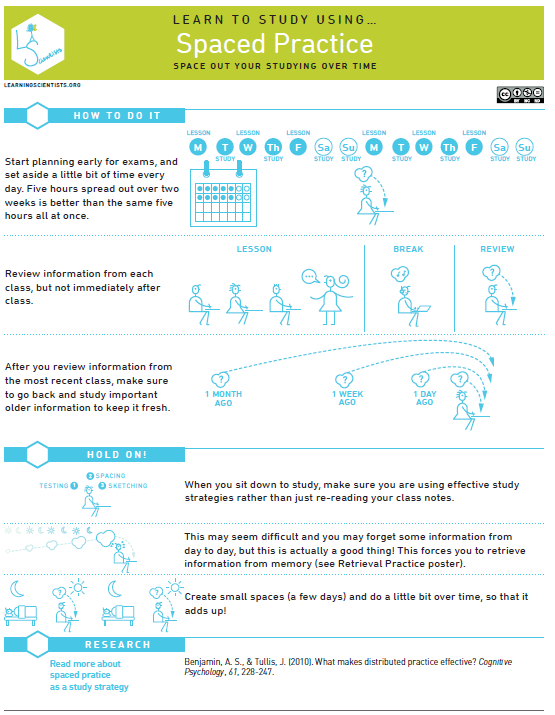 LEARN TO STUDY USING...
Spaced Practice
SPACE OUT YOUR STUDYING OVER TIME
LEARNINGSCIENTISTS.ORG
CC
BY NC ND
HOW TO DO IT
LESSON LESSON LESSON LESSON LESSON LESSON
M T W Th F Sa Su M T W Th F Sa Su
STUDY STUDY STUDY STUDY STUDY STUDY STUDY
Start planning early for exams, and
set aside a little bit of time every
day. Five hours spread out over two
weeks is better than the same five
hours all at once.
?
LESSON BREAK REVIEW
Review information from each
class, but not immediately after
class.
?
After you review information from
the most recent class, make sure
to go back and study important
older information to keep it fresh.
? ? ? ?
1 MONTH
AGO
1 WEEK
AGO
1 DAY
AGO
HOLD ON!
2 SPACING
TESTING 1 3 SKETCHING
When you sit down to study, make sure you are using effective study
strategies rather than just re-reading your class notes.
This may seem difficult and you may forget some information from
day to day, but this is actually a good thing! This forces you to retrieve
information from memory (see Retrieval Practice poster).
? ?
Create small spaces (a few days) and do a little bit over time, so that it
adds up!
RESEARCH
Read more about
spaced pratice
as a study strategy
Benjamin, A. S., & Tullis, J. (2010). What makes distributed practice effective? Cognitive
Psychology, 61, 228-247.